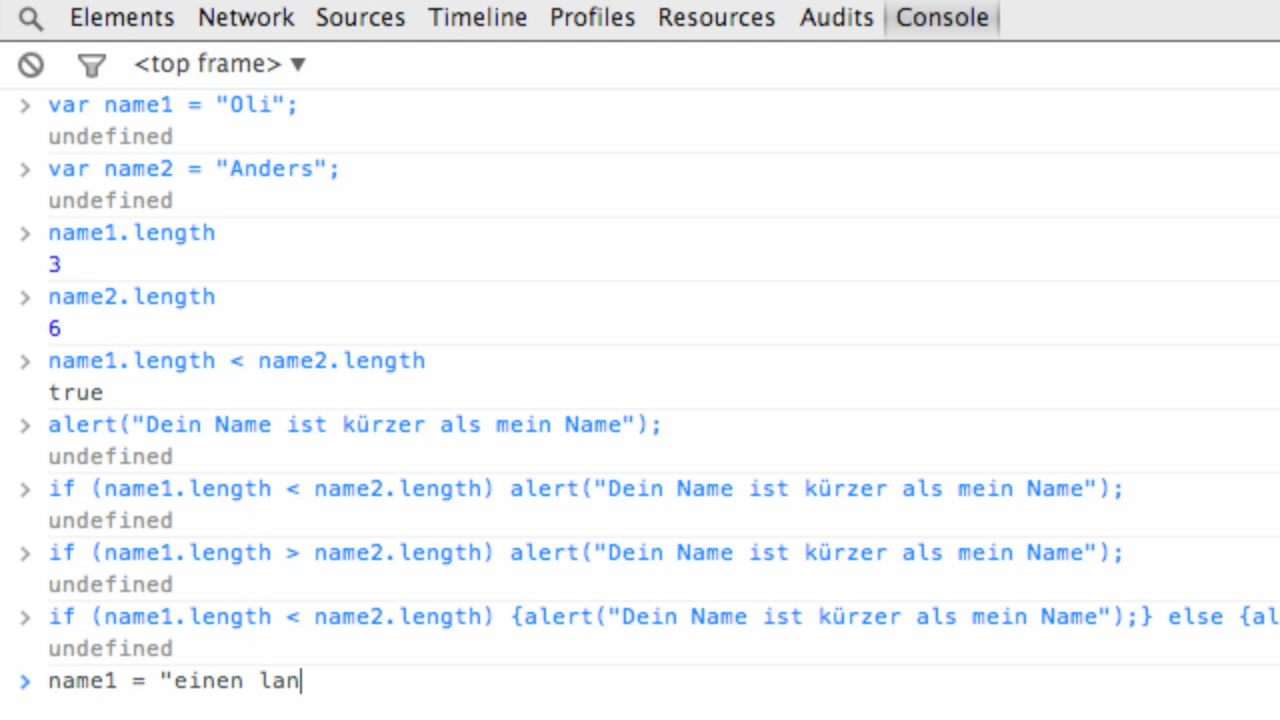 Elements Network Sources Timeline Profiles Resources Audits Console
<top frame> ▼
> var name1 = "Oli";
undefined
> var name2 = "Anders";
undefined
> name1.length
3
> name2.length
6
> name1.length < name2.length
true
> alert("Dein Name ist kürzer als mein Name");
undefined
> if (name1.length < name2.length) alert("Dein Name ist kürzer als mein Name");
undefined
> if (name1.length > name2.length) alert("Dein Name ist kürzer als mein Name");
undefined
> if (name1.length < name2.length) {alert("Dein Name ist kürzer als mein Name");} else {al
undefined
> name1 = "einen lan